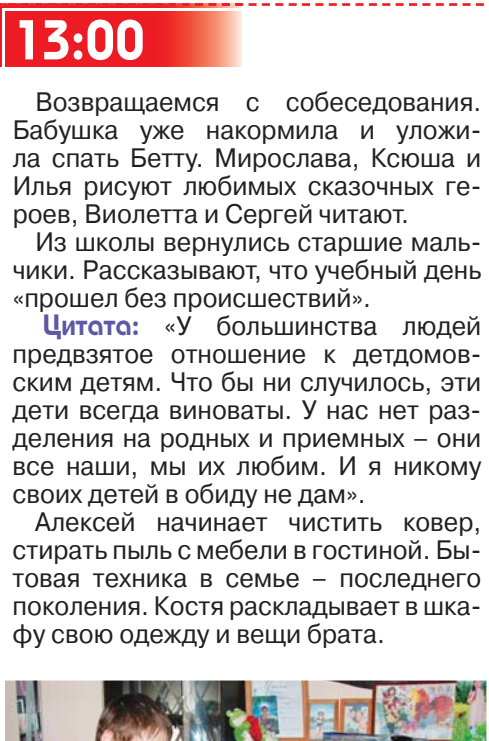 13:00
Возвращаемся с собеседования.
Бабушка уже накормила и уложи-
ла спать Бетту. Мирослава, Ксюша и
Илья рисуют любимых сказочных ге-
роев, Виолетта и Сергей читают.
Из школы вернулись старшие маль-
чики. Рассказывают, что учебный день
«прошел без происшествий».
Цитата: «У большинства людей
предвзятое отношение к детдомов-
ским детям. Что бы ни случилось, эти
дети всегда виноваты. У нас нет раз-
деления на родных и приемных – они
все наши, мы их любим. И я никому
своих детей в обиду не дам».
Алексей начинает чистить ковер,
стирать пыль с мебели в гостиной. Бы-
товая техника в семье – последнего
поколения. Костя раскладывает в шка-
фу свою одежду и вещи брата.